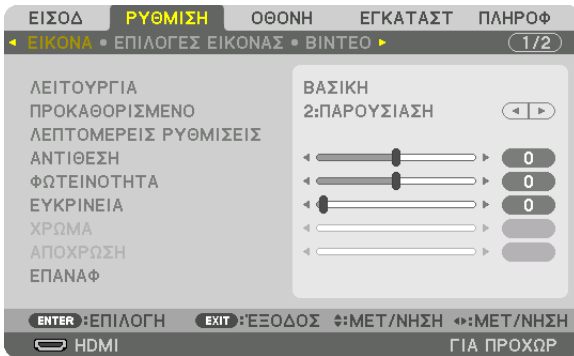 ΕΙΣΟΔ ΡΥΘΜΙΣΗ ΟΘΟΝΗ ΕΓΚΑΤΑΣΤ ΠΛΗΡΟΦ
ΕΙΚΟΝΑ • ΕΠΙΛΟΓΕΣ ΕΙΚΟΝΑΣ • ΒΙΝΤΕΟ 1/2
ΛΕΙΤΟΥΡΓΙΑ ΒΑΣΙΚΗ
ΠΡΟΚΑΘΟΡΙΣΜΕΝΟ 2:ΠΑΡΟΥΣΙΑΣΗ
ΛΕΠΤΟΜΕΡΕΙΣ ΡΥΘΜΙΣΕΙΣ
ΑΝΤΙΘΕΣΗ 0
ΦΩΤΕΙΝΟΤΗΤΑ 0
ΕΥΚΡΙΝΕΙΑ 0
ΧΡΩΜΑ
ΑΠΟΧΡΩΣΗ
ΕΠΑΝΑΦ
ENTER:ΕΠΙΛΟΓΗ EXIT:ΈΞΟΔΟΣ :ΜΕΤ/ΝΗΣΗ :ΜΕΤ/ΝΗΣΗ
HDMI ΓΙΑ ΠΡΟΧΩΡ